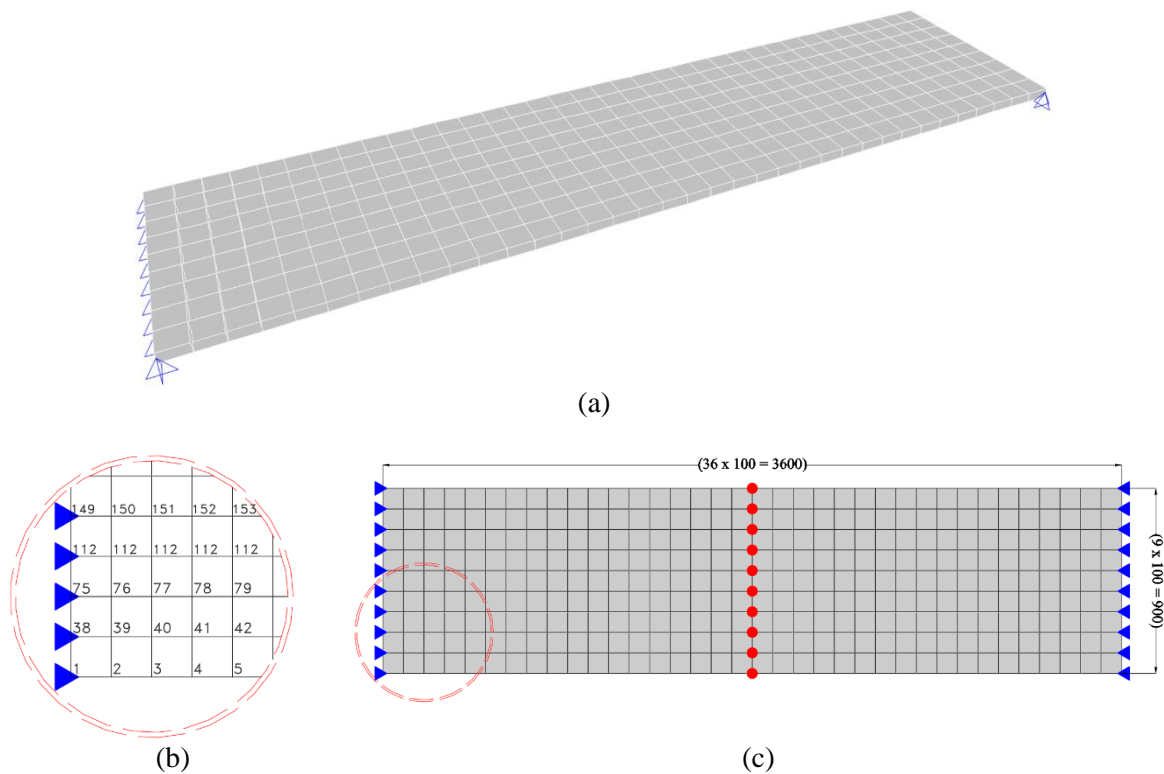 (a)
(36 x 100 = 3600)
149 150 151 152 153
112 112 112 112 112
75 76 77 78 79
38 39 40 41 42
1 2 3 4 5
(9 x 100 = 900)
(b)
(c)